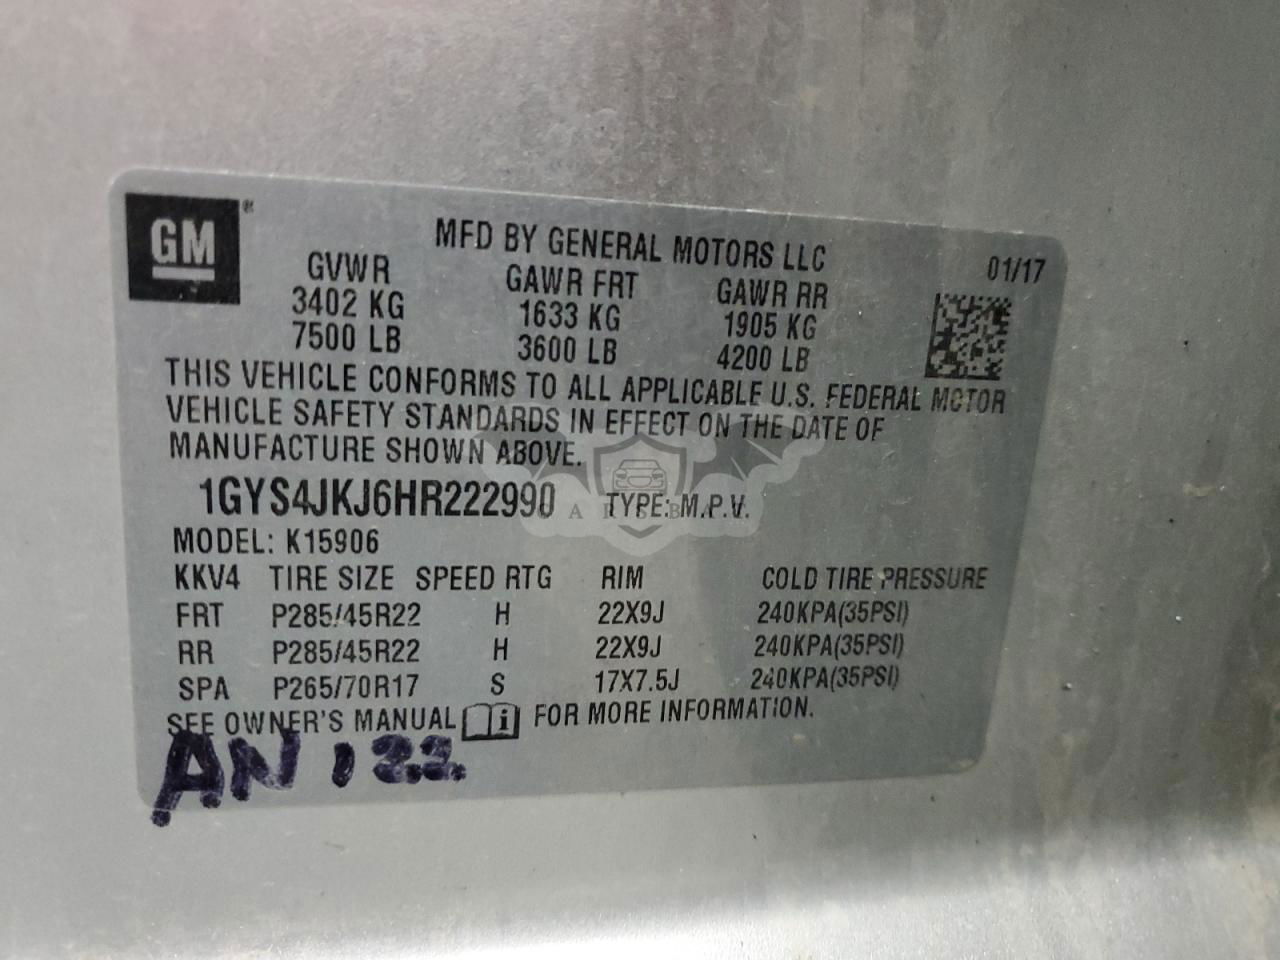 GM®
MFD BY GENERAL MOTORS LLC 01/17
GVWR GAWR FRT GAWR RR
3402 KG 1633 KG 1905 KG
7500 LB 3600 LB 4200 LB
THIS VEHICLE CONFORMS TO ALL APPLICABLE U.S. FEDERAL MOTOR
VEHICLE SAFETY STANDARDS IN EFFECT ON THE DATE OF
MANUFACTURE SHOWN ABOVE.
1GYS4JKJ6HR222990 TYPE: M.P.V.
CARSBAT
MODEL: K15906
KKV4 TIRE SIZE SPEED RTG RIM COLD TIRE PRESSURE
FRT P285/45R22 H 22X9J 240KPA(35PSI)
RR P285/45R22 H 22X9J 240KPA(35PSI)
SPA P265/70R17 S 17X7.5J 240KPA(35PSI)
SEE OWNER'S MANUAL i FOR MORE INFORMATION.
AN 122